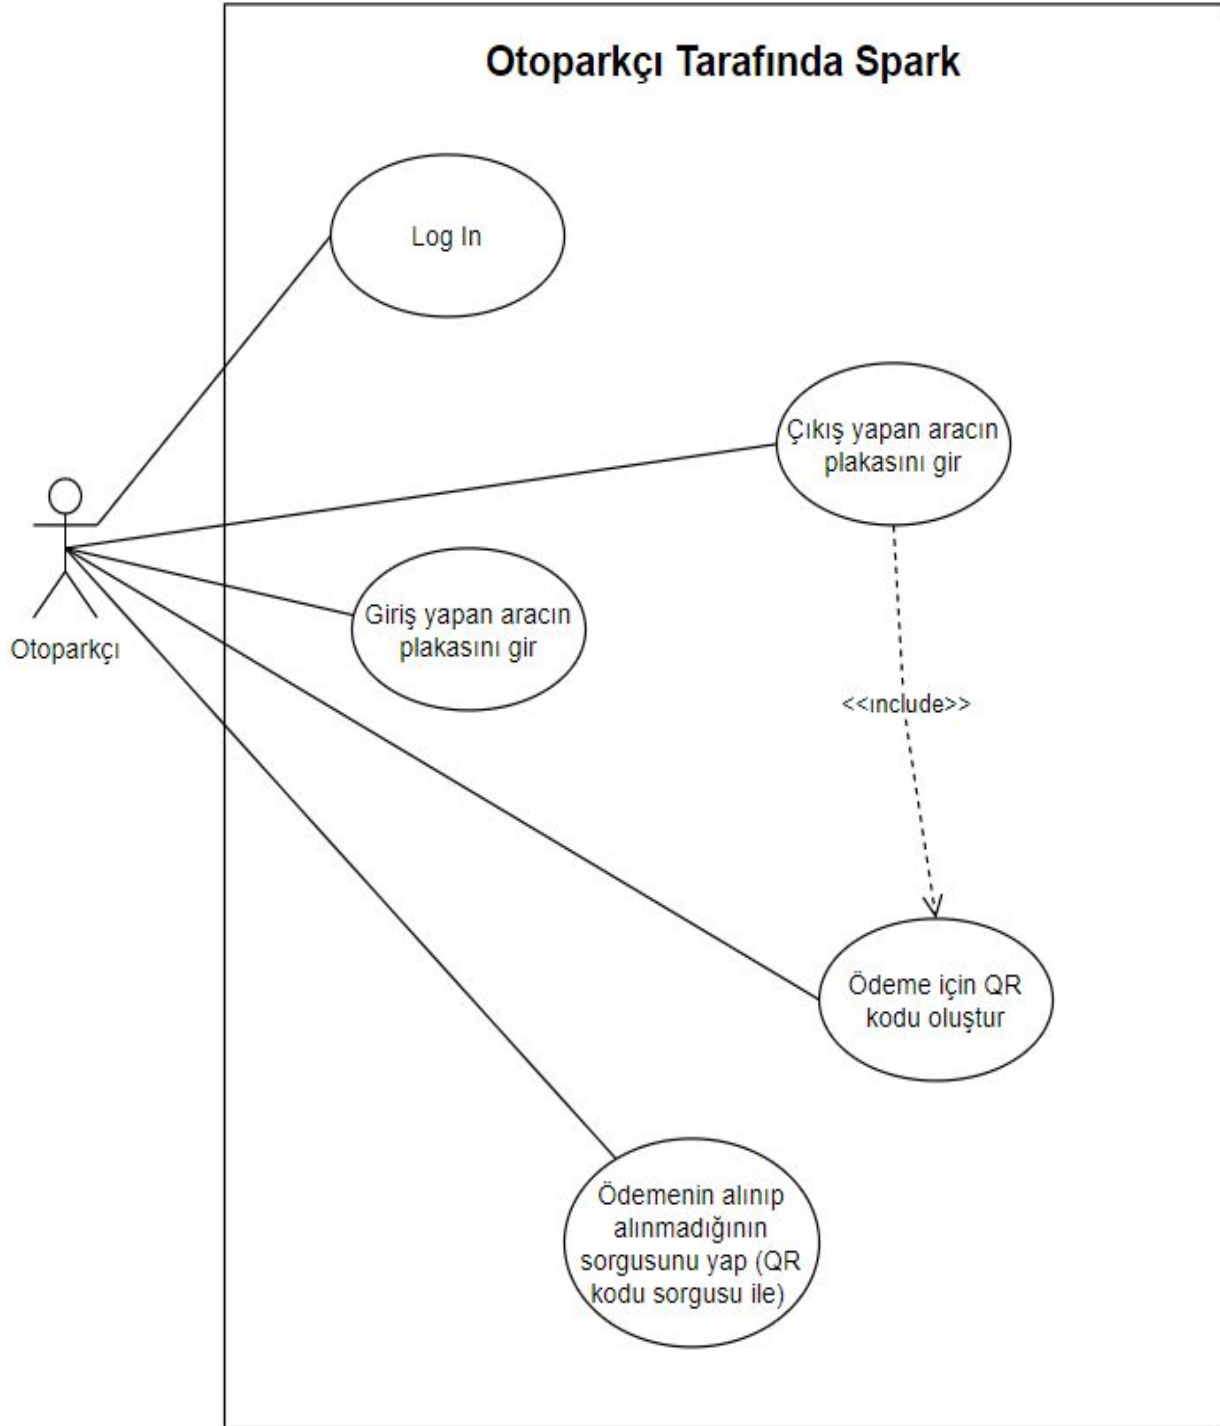 Otoparkçı Tarafında Spark
Log In
Çıkış yapan aracın
plakasını gir
Giriş yapan aracın
plakasını gir
Otoparkçı
<<ınclude>>
Ödeme için QR
kodu oluştur
Ödemenin alınıp
alınmadığının
sorgusunu yap (QR
kodu sorgusu ile)